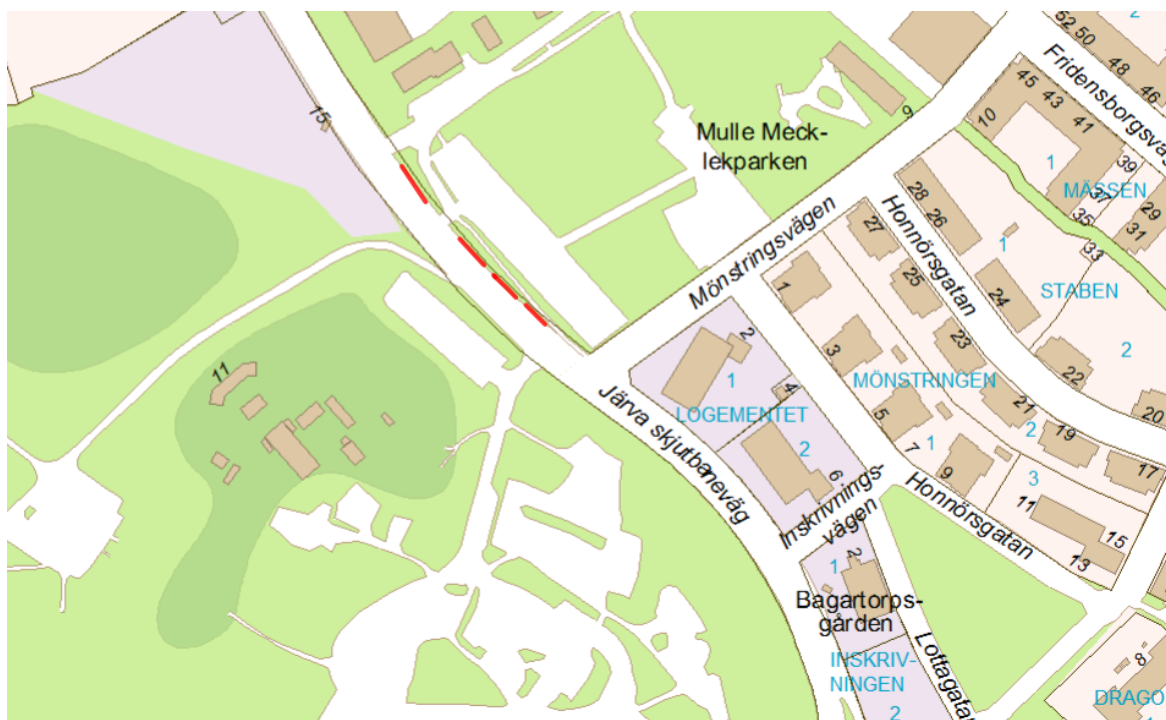 52
50
48
46
2
Fridensborgsvä
45
43
41
39
37
35
33
29
31
10
1
MÄSSEN
9
15
Mulle Meck-
lekparken
Mönstringsvägen
Honnörsgatan
28
26
24
22
20
1
STABEN
2
27
25
23
21
19
17
1
3
5
7
9
11
13
15
MÖNSTRINGEN
1
2
3
Honnörsgatan
2
1
4
LOGEMENTET
2
6
Järva skjutbaneväg
11
Inskrivnings-
vägen
1
2
Bagartorps-
gården
INSKRIV-
NINGEN
2
Lottagatan
8
DRAGO